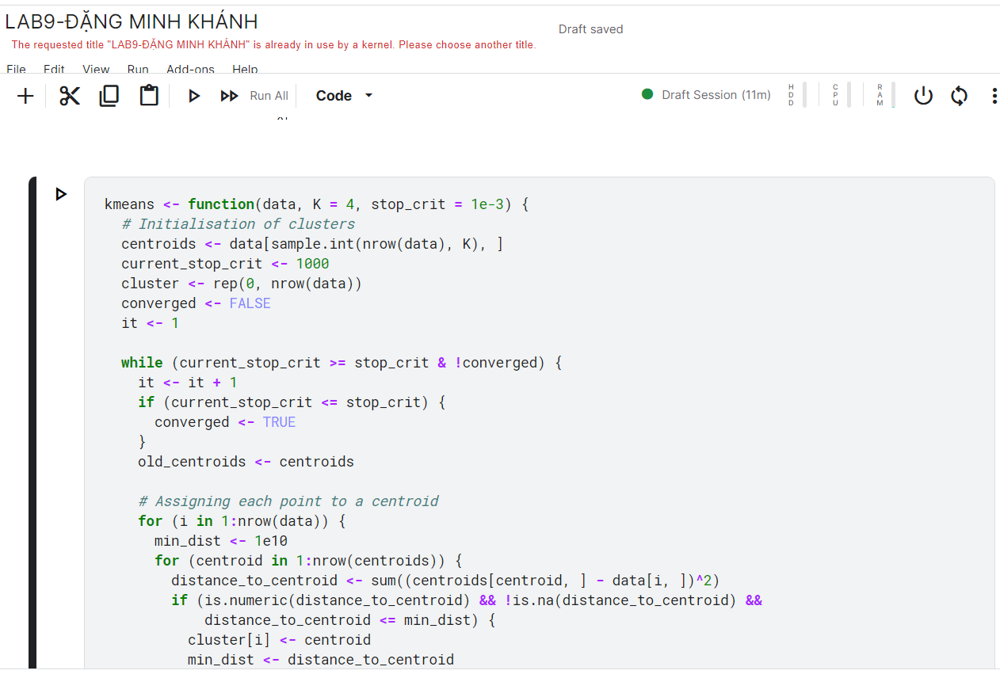 LAB9-ĐẶNG MINH KHÁNH
Draft saved
The requested title "LAB9-ĐẶNG MINH KHÁNH" is already in use by a kernel. Please choose another title.
File Edit View Run Add-ons Help
Run All
Code
Draft Session (11m)
HDD
CPU
RAM
kmeans <- function(data, K = 4, stop_crit = 1e-3) {
  # Initialisation of clusters
  centroids <- data[sample.int(nrow(data), K), ]
  current_stop_crit <- 1000
  cluster <- rep(0, nrow(data))
  converged <- FALSE
  it <- 1
  while (current_stop_crit >= stop_crit & !converged) {
    it <- it + 1
    if (current_stop_crit <= stop_crit) {
      converged <- TRUE
    }
    old_centroids <- centroids
    # Assigning each point to a centroid
    for (i in 1:nrow(data)) {
      min_dist <- 1e10
      for (centroid in 1:nrow(centroids)) {
        distance_to_centroid <- sum((centroids[centroid, ] - data[i, ])^2)
        if (is.numeric(distance_to_centroid) && !is.na(distance_to_centroid) &&
            distance_to_centroid <= min_dist) {
          cluster[i] <- centroid
          min_dist <- distance_to_centroid